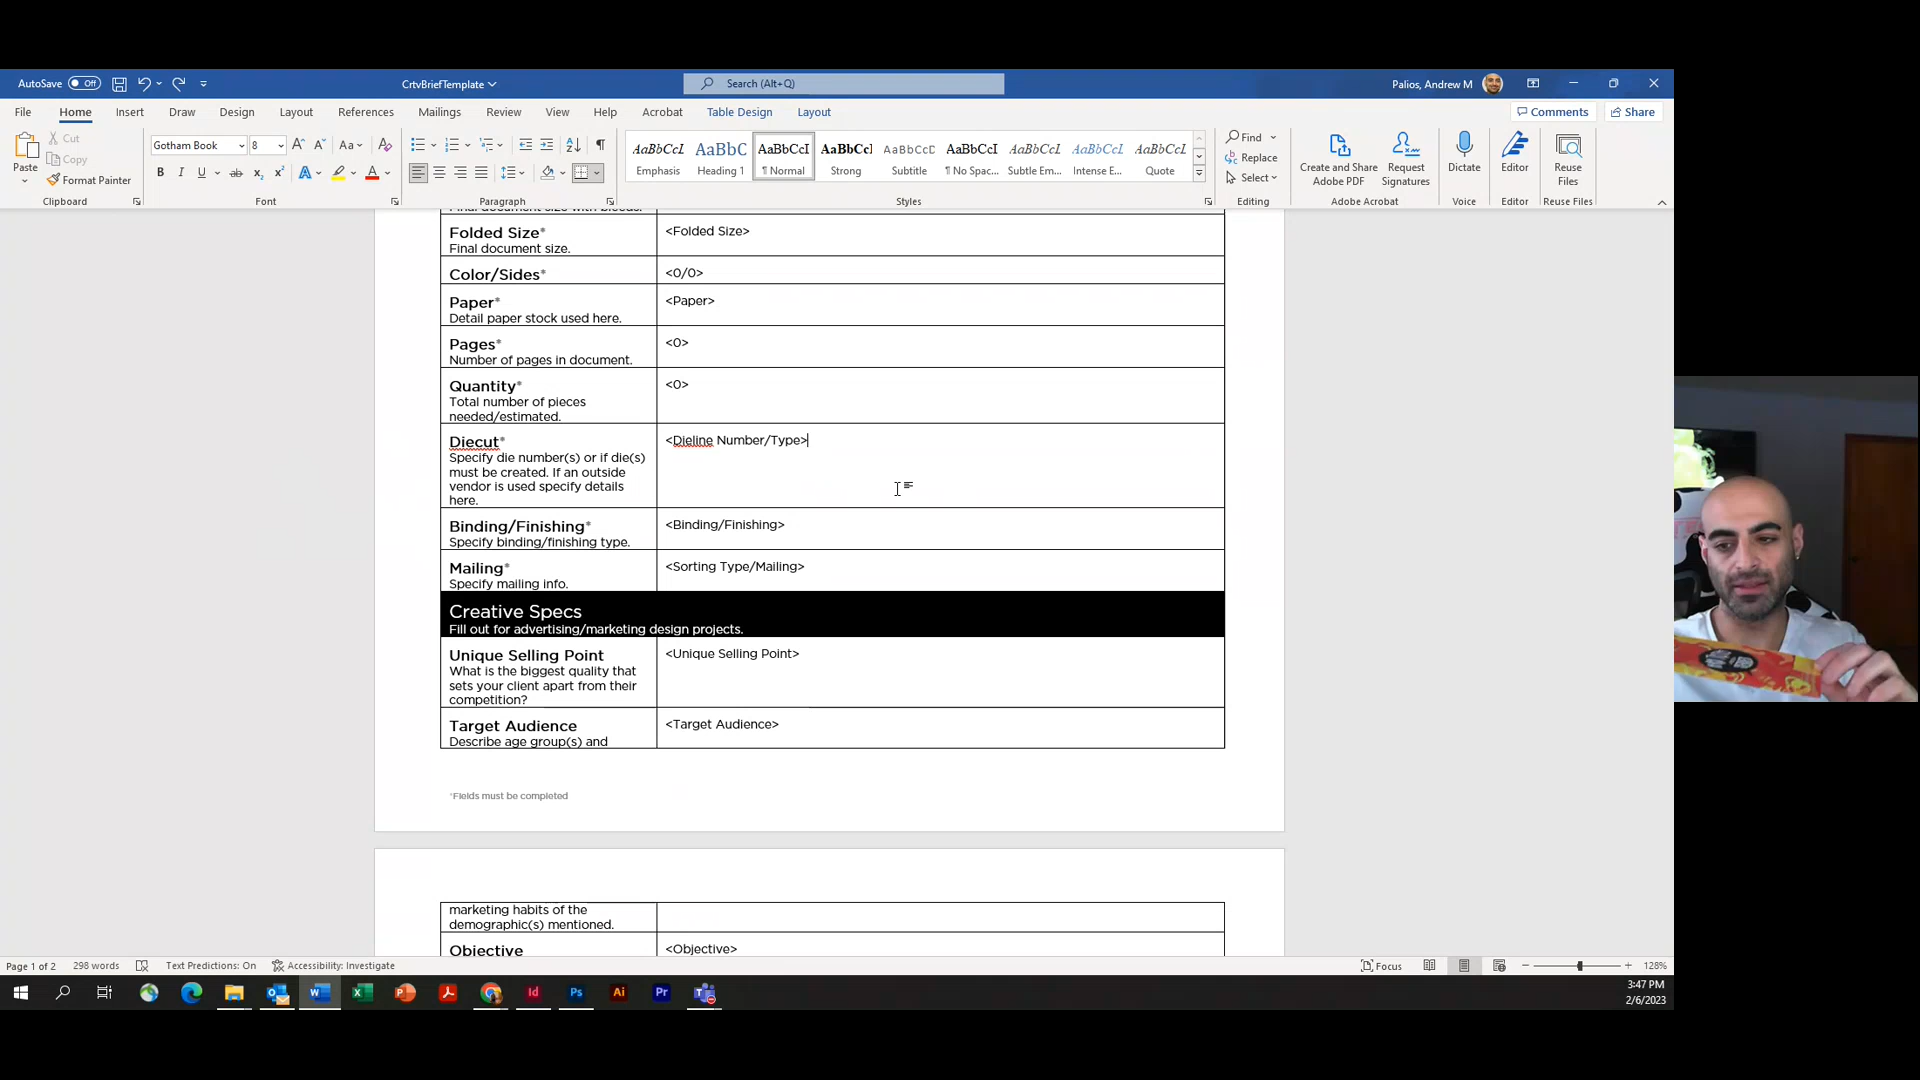 AutoSave Off
CrtvBriefTemplate
Search (Alt+Q)
Palios, Andrew M
File Home Insert Draw Design Layout References Mailings Review View Help Acrobat Table Design Layout
Comments Share
Paste
Cut
Copy
Format Painter
Clipboard
Gotham Book 8
Font
Paragraph
AaBbCcI AaBbC AaBbCcI AaBbCcI AaBbCcD AaBbCcI AaBbCcI AaBbCcI AaBbCcI
Emphasis Heading 1 ¶ Normal Strong Subtitle ¶ No Spac... Subtle Em... Intense E... Quote
Styles
Find
Replace
Select
Editing
Create and Share Adobe PDF
Request Signatures
Adobe Acrobat
Dictate
Voice
Editor
Editor
Reuse Files
Reuse Files
Final document size with bleeds.
Folded Size*
Final document size.
<Folded Size>
Color/Sides*
<0/0>
Paper*
Detail paper stock used here.
<Paper>
Pages*
Number of pages in document.
<0>
Quantity*
Total number of pieces
needed/estimated.
<0>
Diecut*
Specify die number(s) or if die(s)
must be created. If an outside
vendor is used specify details
here.
<Dieline Number/Type>
Binding/Finishing*
Specify binding/finishing type.
<Binding/Finishing>
Mailing*
Specify mailing info.
<Sorting Type/Mailing>
Creative Specs
Fill out for advertising/marketing design projects.
Unique Selling Point
What is the biggest quality that
sets your client apart from their
competition?
<Unique Selling Point>
Target Audience
Describe age group(s) and
<Target Audience>
*Fields must be completed
marketing habits of the
demographic(s) mentioned.
Objective
<Objective>
Page 1 of 2 298 words Text Predictions: On Accessibility: Investigate
Focus
128%
3:47 PM
2/6/2023